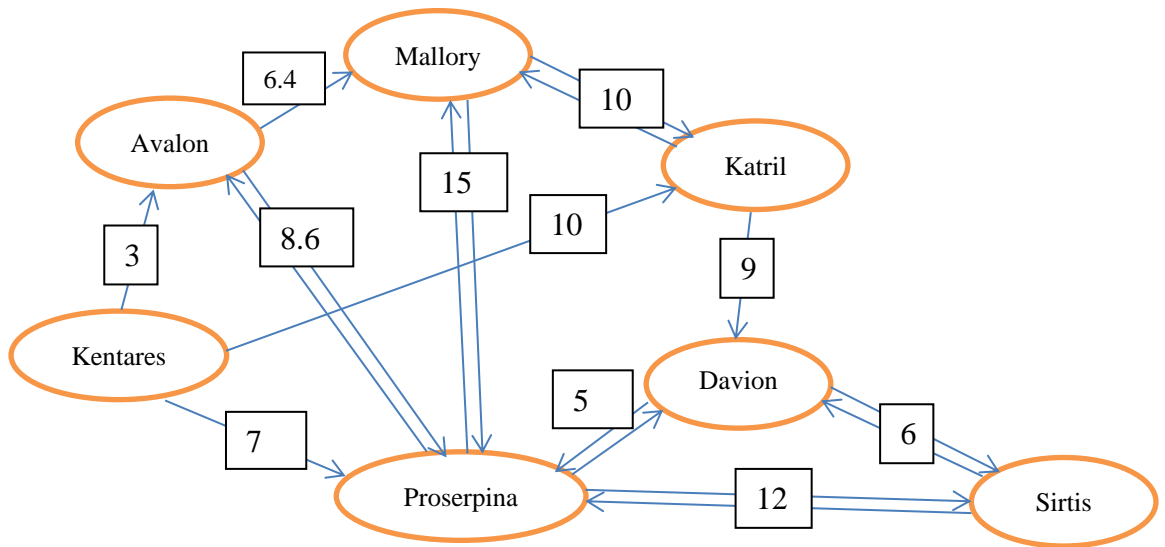 Mallory
6.4
10
Avalon
Katril
15
10
8.6
3
9
Kentares
Davion
5
7
6
Proserpina
12
Sirtis